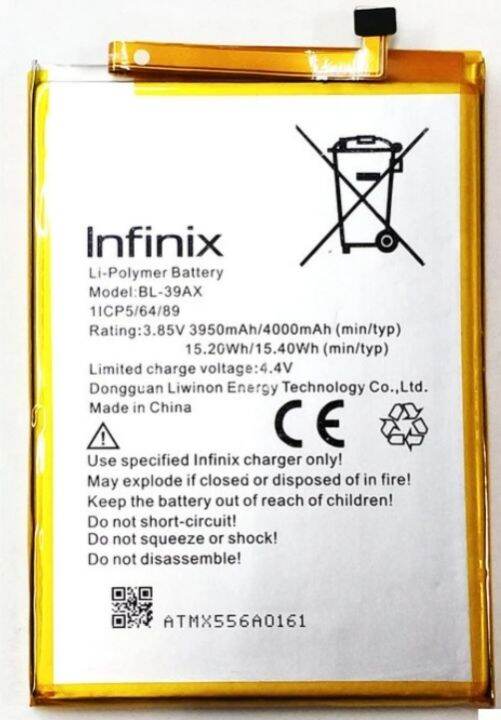 Infinix
Li-Polymer Battery
Model:BL-39AX
1ICP5/64/89
Rating:3.85V 3950mAh/4000mAh (min/typ)
15.20Wh/15.40Wh (min/typ)
Limited charge voltage:4.4V
Dongguan Liwinon Energy Technology Co.,Ltd.
Made in China
CE
Use specified Infinix charger only!
May explode if closed or disposed of in fire!
Keep the battery out of reach of children!
Do not short-circuit!
Do not squeeze or shock!
Do not disassemble!
ATMX556A0161